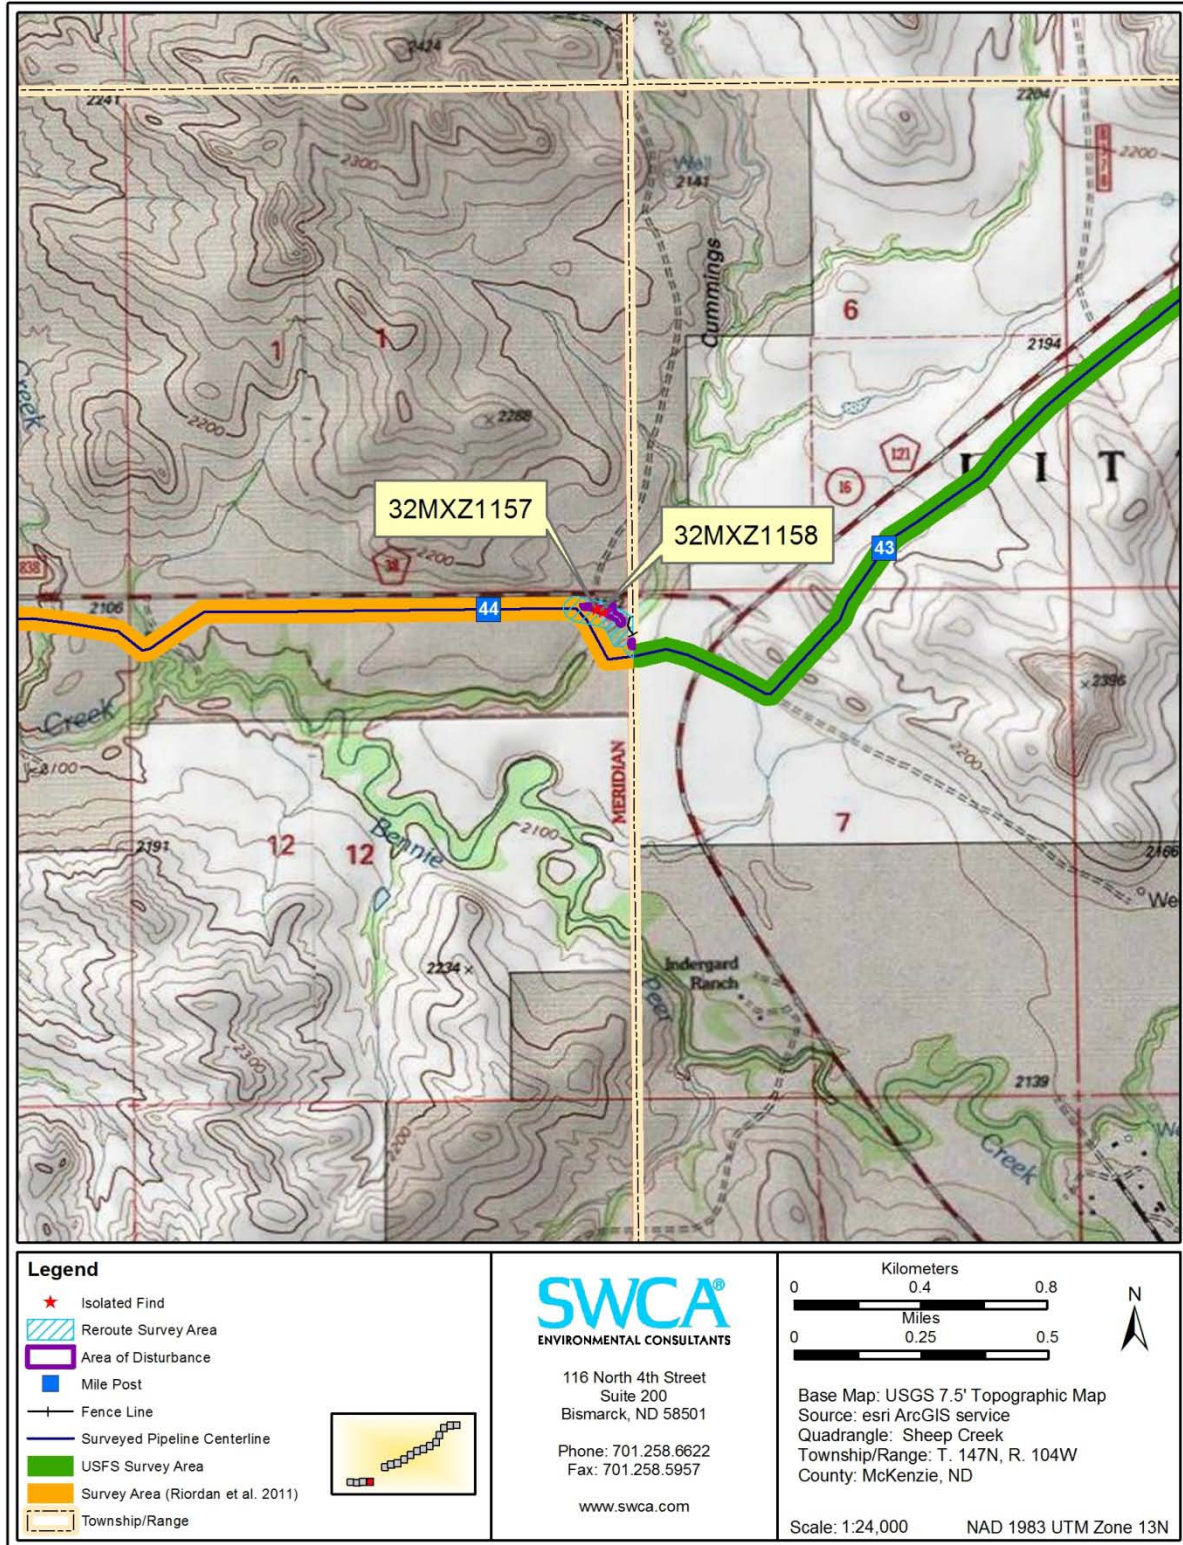 2424
2200
2241
2204
2300
Well
2141
2200
Cummings
6
2194
1
1
Creek
2200
2288
121
I I T
16
32MXZ1157
32MXZ1158
2200
43
838
38
2106
44
2396
Creek
2200
MERIDIAN
2100
7
2100
2191
12
12
Bennie
2166
2234
Indergard
Ranch
Peer
2300
2139
2200
Creek
Legend
Isolated Find
Reroute Survey Area
Area of Disturbance
Mile Post
Fence Line
Surveyed Pipeline Centerline
USFS Survey Area
Survey Area (Riordan et al. 2011)
Township/Range
SWCA®
ENVIRONMENTAL CONSULTANTS
116 North 4th Street
Suite 200
Bismarck, ND 58501
Phone: 701.258.6622
Fax: 701.258.5957
www.swca.com
Kilometers
0 0.4 0.8
Miles
0 0.25 0.5
N
Base Map: USGS 7.5' Topographic Map
Source: esri ArcGIS service
Quadrangle: Sheep Creek
Township/Range: T. 147N, R. 104W
County: McKenzie, ND
Scale: 1:24,000 NAD 1983 UTM Zone 13N